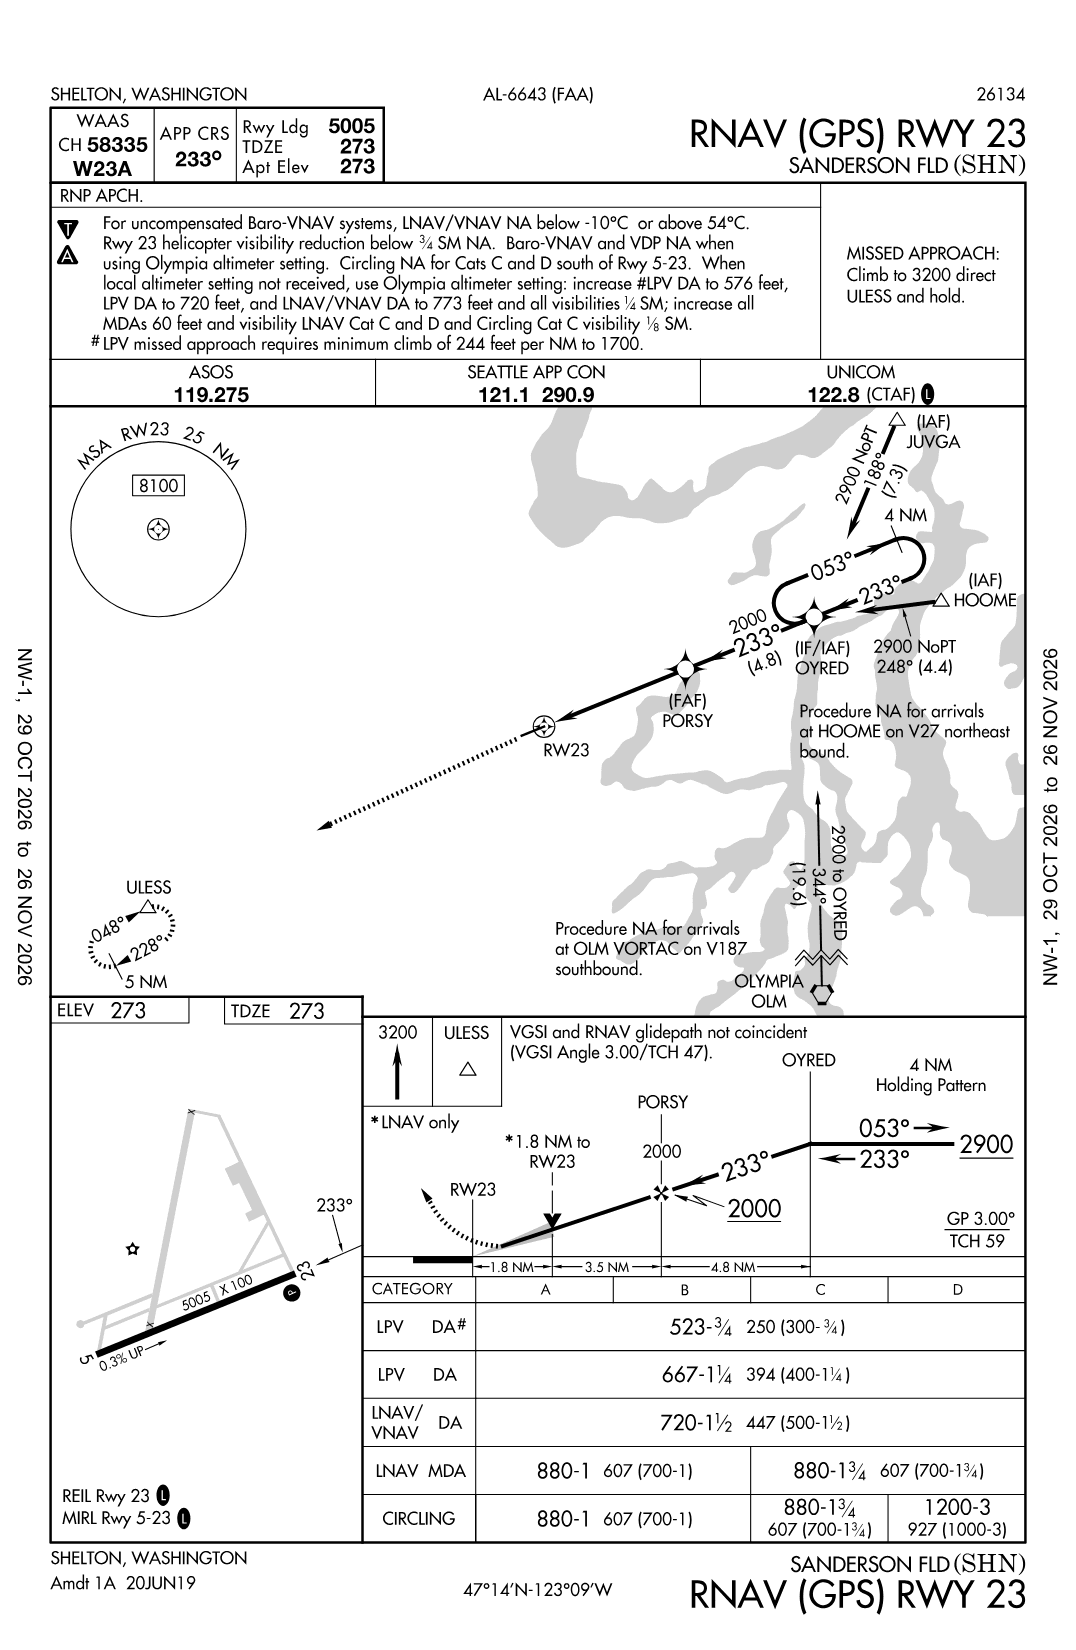 SHELTON, WASHINGTON
AL-6643 (FAA)
26134
WAAS
CH 58335
W23A
APP CRS
233°
Rwy Ldg 5005
TDZE 273
Apt Elev 273
RNAV (GPS) RWY 23
SANDERSON FLD (SHN)
RNP APCH.
T
A
For uncompensated Baro-VNAV systems, LNAV/VNAV NA below -10°C or above 54°C.
Rwy 23 helicopter visibility reduction below ¾ SM NA. Baro-VNAV and VDP NA when
using Olympia altimeter setting. Circling NA for Cats C and D south of Rwy 5-23. When
local altimeter setting not received, use Olympia altimeter setting: increase #LPV DA to 576 feet,
LPV DA to 720 feet, and LNAV/VNAV DA to 773 feet and all visibilities ¼ SM; increase all
MDAs 60 feet and visibility LNAV Cat C and D and Circling Cat C visibility ⅛ SM.
# LPV missed approach requires minimum climb of 244 feet per NM to 1700.
MISSED APPROACH:
Climb to 3200 direct
ULESS and hold.
ASOS
119.275
SEATTLE APP CON
121.1 290.9
UNICOM
122.8 (CTAF) L
MSA RW23 25 NM
8100
(IAF)
JUVGA
2900 NoPT
188°
(7.3)
4 NM
053°
233°
(IAF)
HOOME
2900 NoPT
248° (4.4)
(IF/IAF)
OYRED
2000
233°
(4.8)
(FAF)
PORSY
RW23
Procedure NA for arrivals
at HOOME on V27 northeast
bound.
2900 to OYRED
344°
(19.6)
Procedure NA for arrivals
at OLM VORTAC on V187
southbound.
OLYMPIA
OLM
ULESS
048°
228°
5 NM
NW-1, 29 OCT 2026 to 26 NOV 2026
NW-1, 29 OCT 2026 to 26 NOV 2026
ELEV 273
TDZE 273
233°
5005 X 100
23
5
P
0.3% UP
X
X
REIL Rwy 23 L
MIRL Rwy 5-23 L
3200
ULESS
VGSI and RNAV glidepath not coincident
(VGSI Angle 3.00/TCH 47).
OYRED
4 NM
Holding Pattern
* LNAV only
PORSY
*1.8 NM to
RW23
2000
RW23
233°
053°
233°
2900
2000
GP 3.00°
TCH 59
1.8 NM
3.5 NM
4.8 NM
CATEGORY A B C D
LPV DA# 523-¾ 250 (300-¾)
LPV DA 667-1¼ 394 (400-1¼)
LNAV/
VNAV DA 720-1½ 447 (500-1½)
LNAV MDA 880-1 607 (700-1) 880-1¾ 607 (700-1¾)
CIRCLING 880-1 607 (700-1) 880-1¾ 1200-3
607 (700-1¾) 927 (1000-3)
SHELTON, WASHINGTON
Amdt 1A 20JUN19
47°14'N-123°09'W
SANDERSON FLD (SHN)
RNAV (GPS) RWY 23